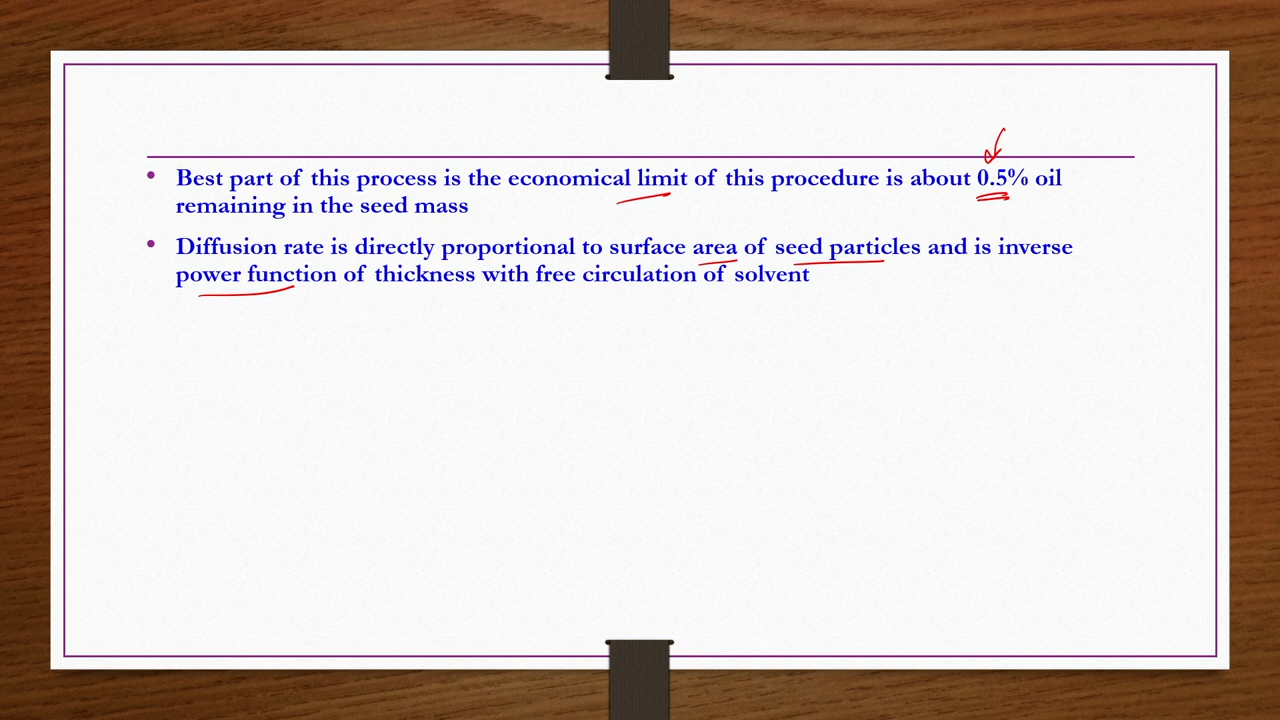 • Best part of this process is the economical limit of this procedure is about 0.5% oil
remaining in the seed mass
• Diffusion rate is directly proportional to surface area of seed particles and is inverse
power function of thickness with free circulation of solvent